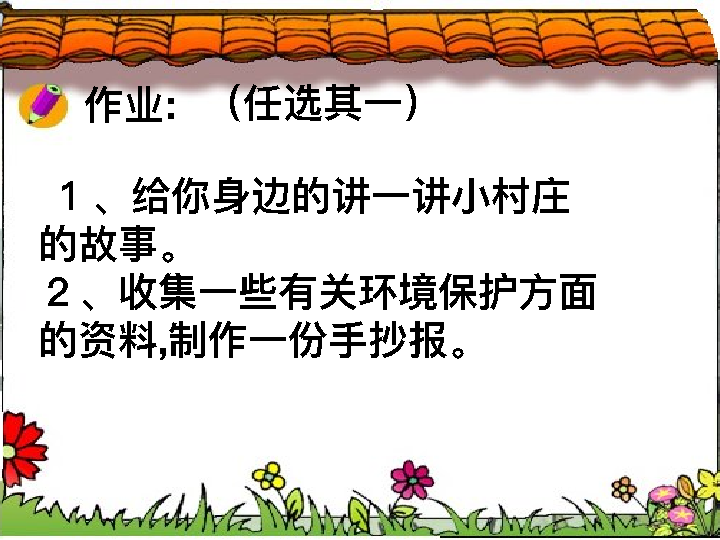 作业：（任选其一）
１、给你身边的讲一讲小村庄
的故事。
２、收集一些有关环境保护方面
的资料,制作一份手抄报。